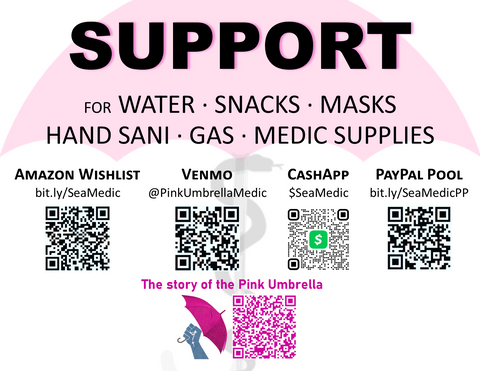 SUPPORT
FOR WATER · SNACKS · MASKS
HAND SANI · GAS · MEDIC SUPPLIES
AMAZON WISHLIST VENMO CASHAPP PAYPAL POOL
bit.ly/SeaMedic @PinkUmbrellaMedic $SeaMedic bit.ly/SeaMedicPP
$
The story of the Pink Umbrella